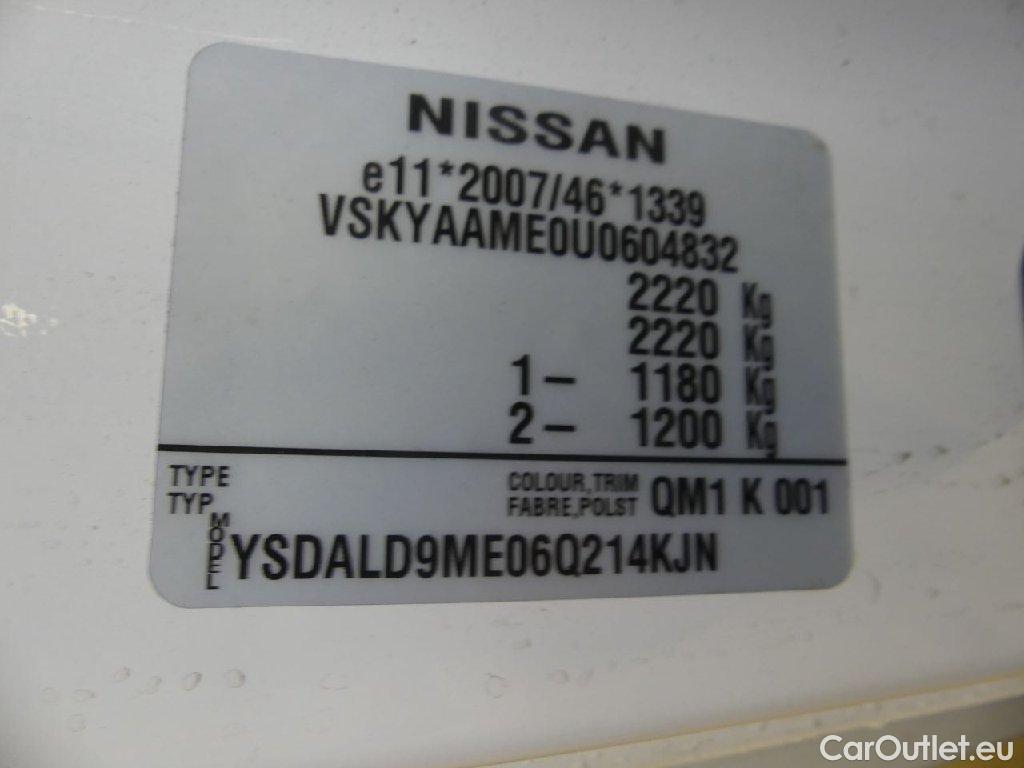 NISSAN
e11*2007/46*1339
VSKYAAME0U0604832
2220 Kg
2220 Kg
1- 1180 Kg
2- 1200 Kg
TYPE
TYP
COLOUR,TRIM
FABRE,POLST
QM1 K 001
MODEL
YSDALD9ME06Q214KJN
CarOutlet.eu